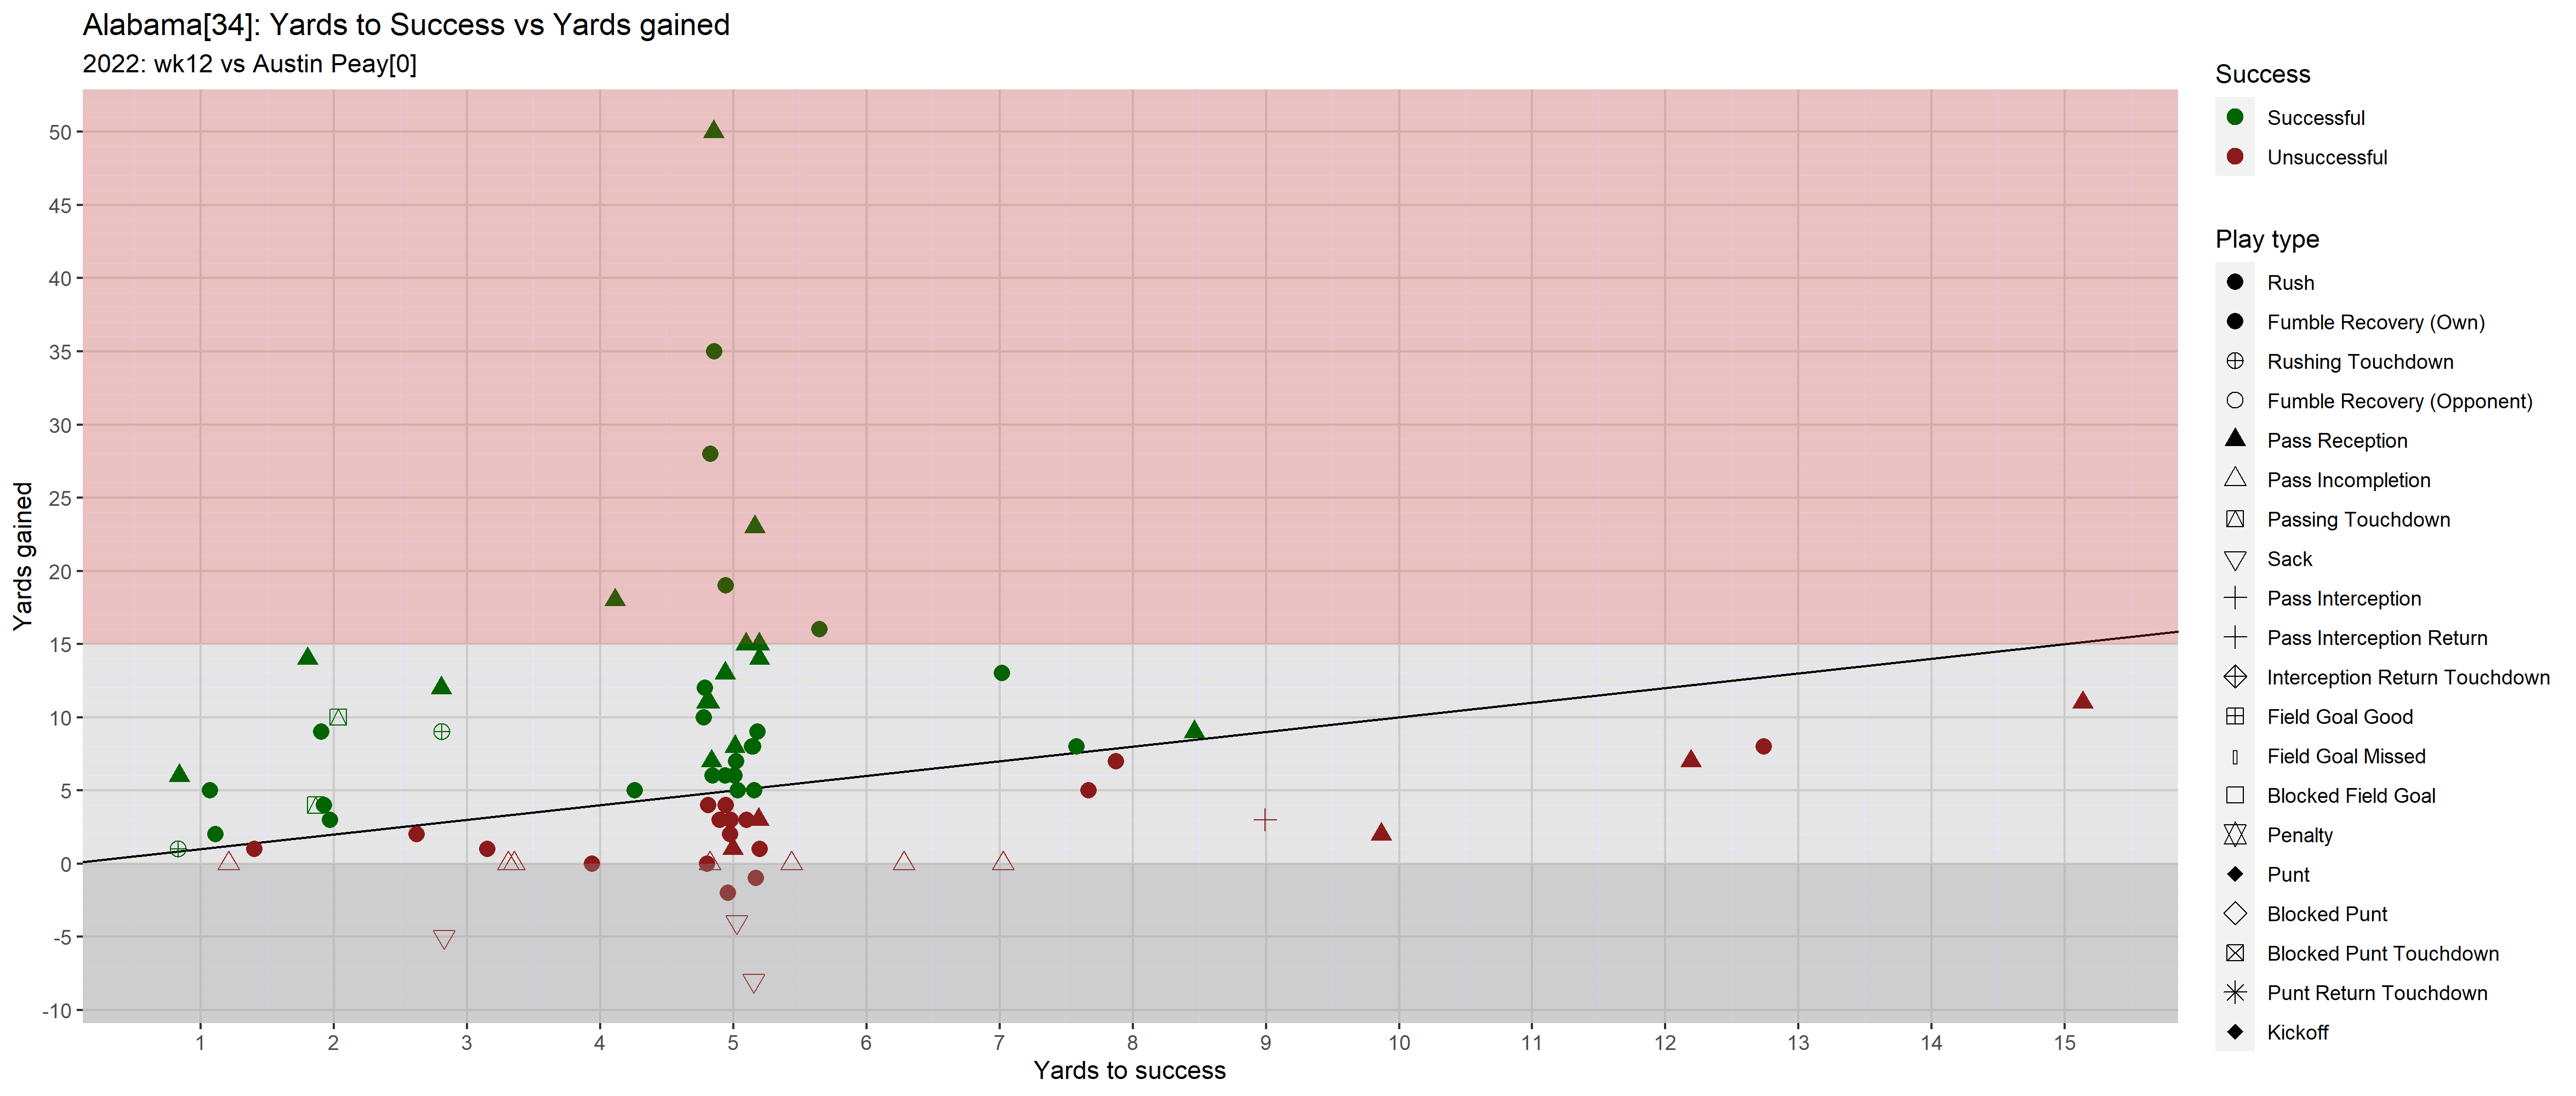 Alabama[34]: Yards to Success vs Yards gained
2022: wk12 vs Austin Peay[0]
Yards gained
50
45
40
35
30
25
20
15
10
5
0
-5
-10
1 2 3 4 5 6 7 8 9 10 11 12 13 14 15
Yards to success
Success
Successful
Unsuccessful
Play type
Rush
Fumble Recovery (Own)
Rushing Touchdown
Fumble Recovery (Opponent)
Pass Reception
Pass Incompletion
Passing Touchdown
Sack
Pass Interception
Pass Interception Return
Interception Return Touchdown
Field Goal Good
Field Goal Missed
Blocked Field Goal
Penalty
Punt
Blocked Punt
Blocked Punt Touchdown
Punt Return Touchdown
Kickoff